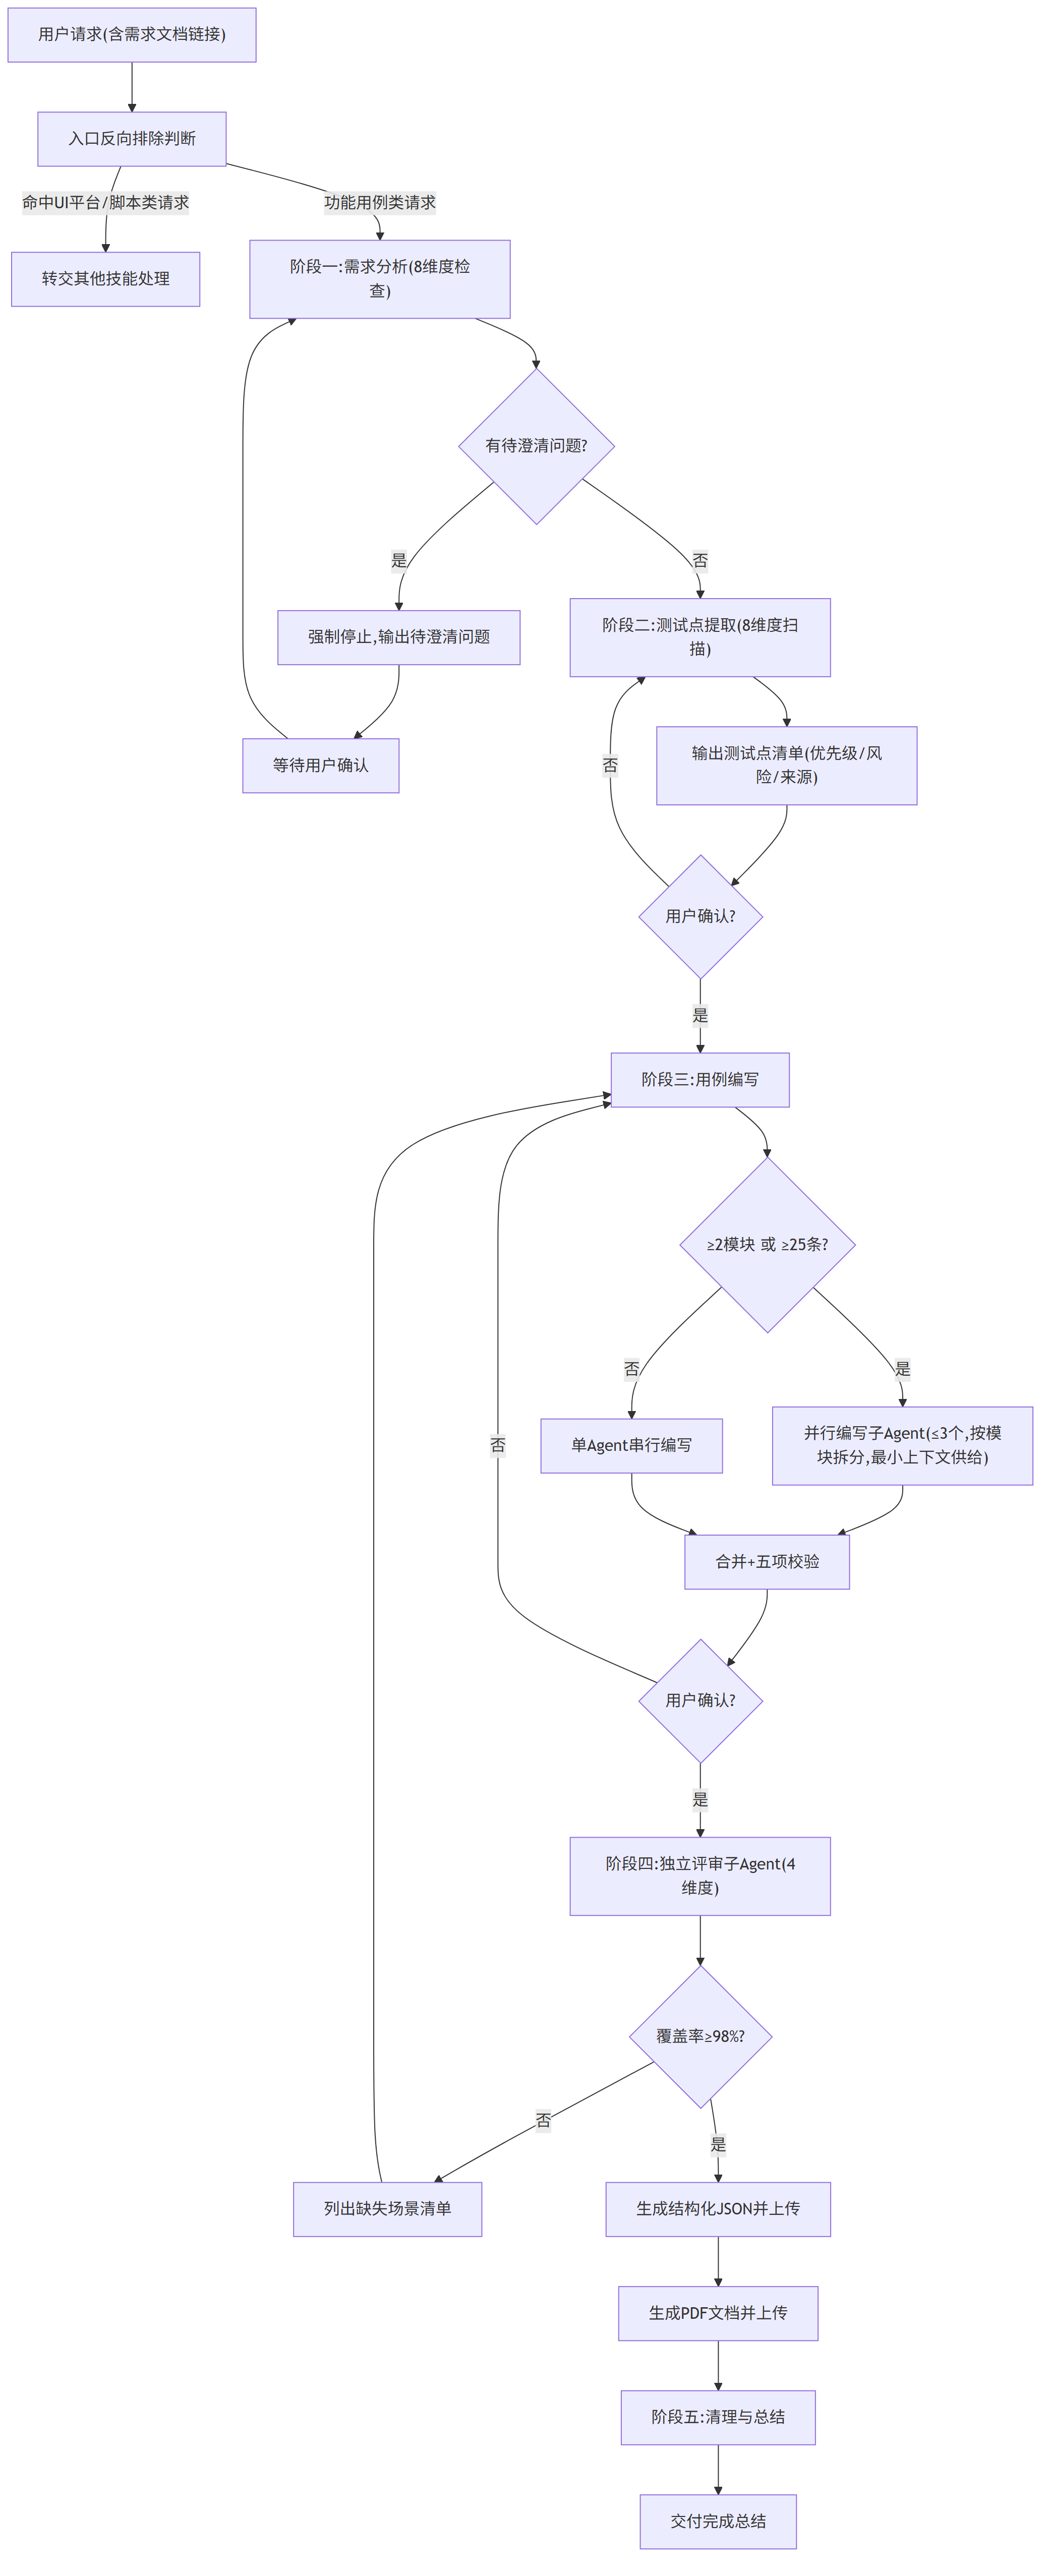 用户请求(含需求文档链接)
入口反向排除判断
命中UI平台/脚本类请求
功能用例类请求
转交其他技能处理
阶段一:需求分析(8维度检
查)
有待澄清问题?
是
否
强制停止,输出待澄清问题
阶段二:测试点提取(8维度扫
描)
等待用户确认
否
输出测试点清单(优先级/风
险/来源)
用户确认?
是
阶段三:用例编写
≥2模块 或 ≥25条?
否
是
否
单Agent串行编写
并行编写子Agent(≤3个,按模
块拆分,最小上下文供给)
合并+五项校验
用户确认?
是
阶段四:独立评审子Agent(4
维度)
覆盖率≥98%?
否
是
列出缺失场景清单
生成结构化JSON并上传
生成PDF文档并上传
阶段五:清理与总结
交付完成总结